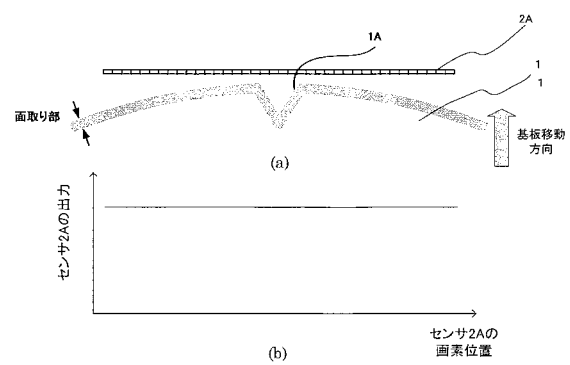 1A
2A
1
1
面取り部
基板移動
方向
(a)
センサ2Aの出力
センサ2Aの
画素位置
(b)